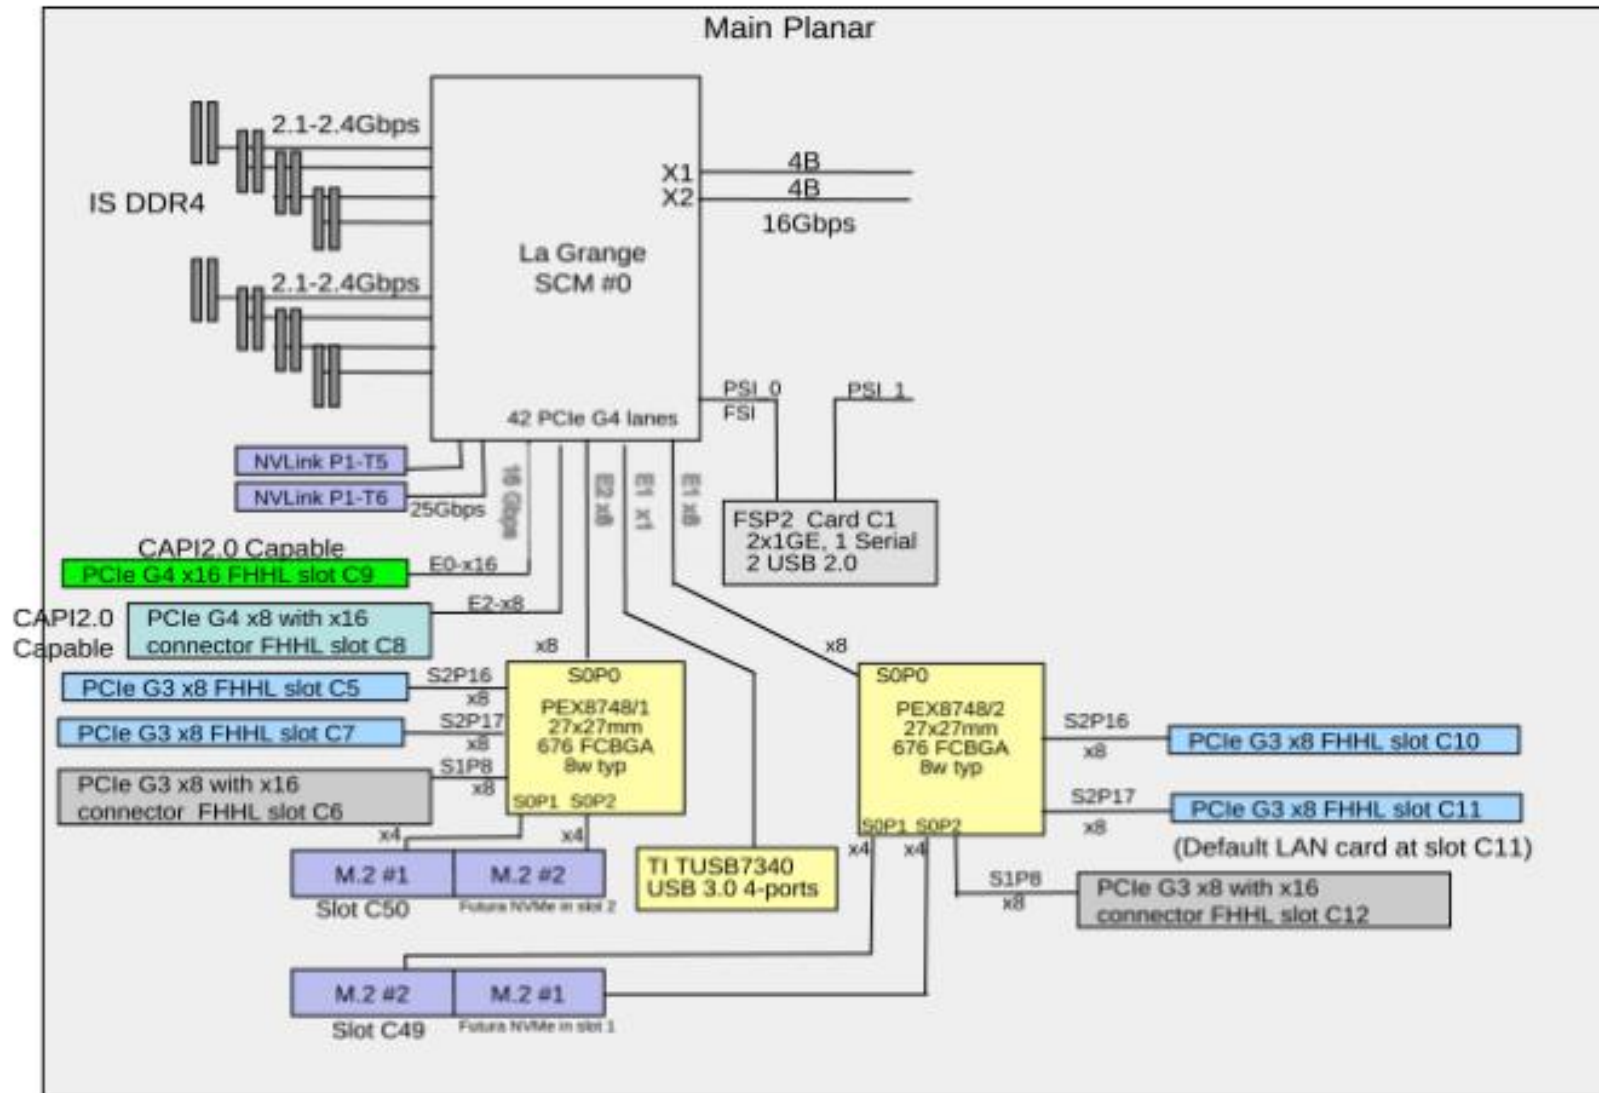 Main Planar
2.1-2.4Gbps
IS DDR4
2.1-2.4Gbps
La Grange
SCM #0
X1
X2
4B
4B
16Gbps
42 PCIe G4 lanes
PSI_0
FSI
PSI_1
NVLink P1-T5
NVLink P1-T6
25Gbps
16 Gbps
E2 x8
E1 x1
E1 x8
FSP2 Card C1
2x1GE, 1 Serial
2 USB 2.0
CAPI2.0 Capable
PCIe G4 x16 FHHL slot C9
E0-x16
CAPI2.0
Capable
PCIe G4 x8 with x16
connector FHHL slot C8
E2-x8
x8
x8
PCIe G3 x8 FHHL slot C5
S2P16
x8
PCIe G3 x8 FHHL slot C7
S2P17
x8
PCIe G3 x8 with x16
connector FHHL slot C6
S1P8
x8
S0P0
PEX8748/1
27x27mm
676 FCBGA
8w typ
S0P1 S0P2
x4
x4
M.2 #1
M.2 #2
Slot C50
Futura NVMe in slot 2
TI TUSB7340
USB 3.0 4-ports
S0P0
PEX8748/2
27x27mm
676 FCBGA
8w typ
S0P1 S0P2
x4
x4
S2P16
x8
PCIe G3 x8 FHHL slot C10
S2P17
x8
PCIe G3 x8 FHHL slot C11
(Default LAN card at slot C11)
S1P8
x8
PCIe G3 x8 with x16
connector FHHL slot C12
M.2 #2
M.2 #1
Slot C49
Futura NVMe in slot 1